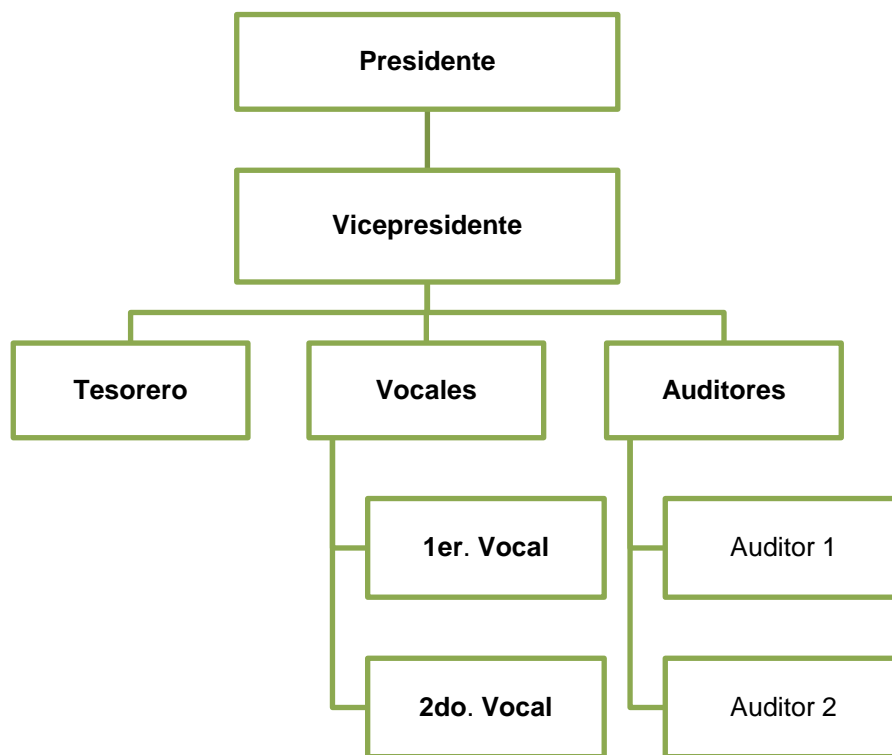 Presidente
Vicepresidente
Tesorero
Vocales
Auditores
1er. Vocal
Auditor 1
2do. Vocal
Auditor 2